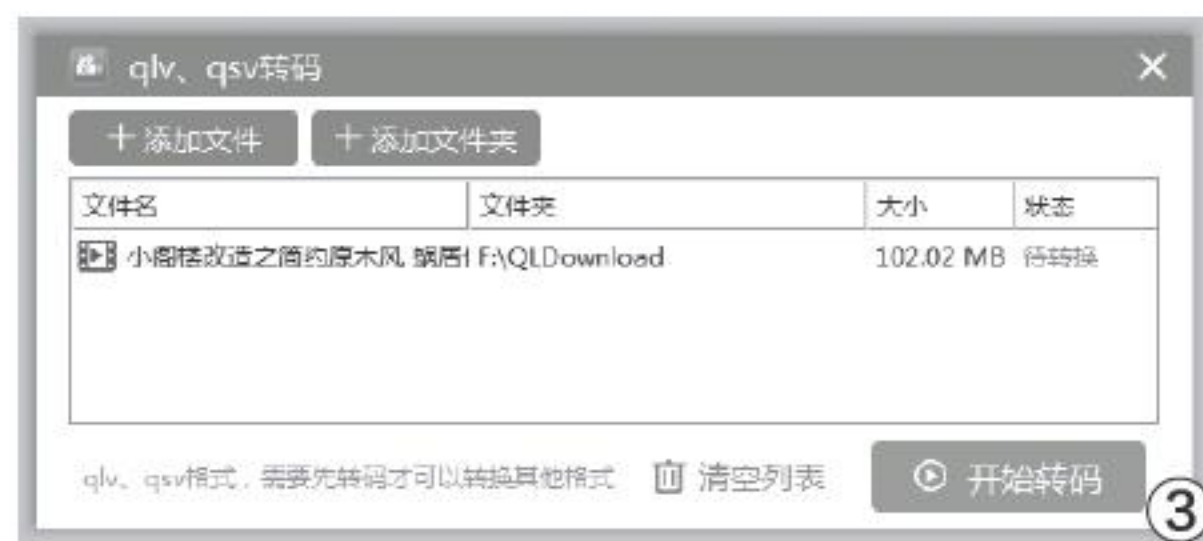 qlv、qsv转码
十添加文件 十添加文件夹
文件名 文件夹 大小 状态
小阁楼改造之简约原木风 蜗居 F:\QLDownload 102.02 MB 待转换
qlv、qsv格式，需要先转码才可以转换其他格式 清空列表 开始转码
③